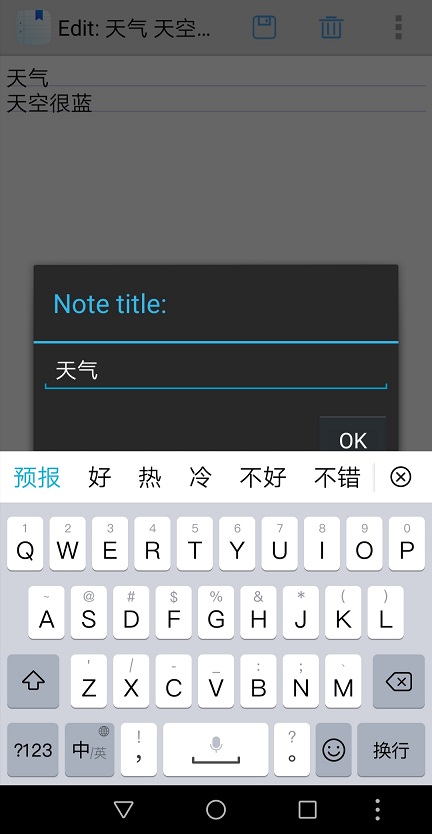 Edit: 天气 天空...
天气
天空很蓝
Note title:
天气
OK
预报 好 热 冷 不好 不错
1 2 3 4 5 6 7 8 9 0
Q W E R T Y U I O P
~ @ # $ % & * ( )
A S D F G H J K L
' / - _ : ; 、
Z X C V B N M
! ?
?123 中/英 , 。 换行